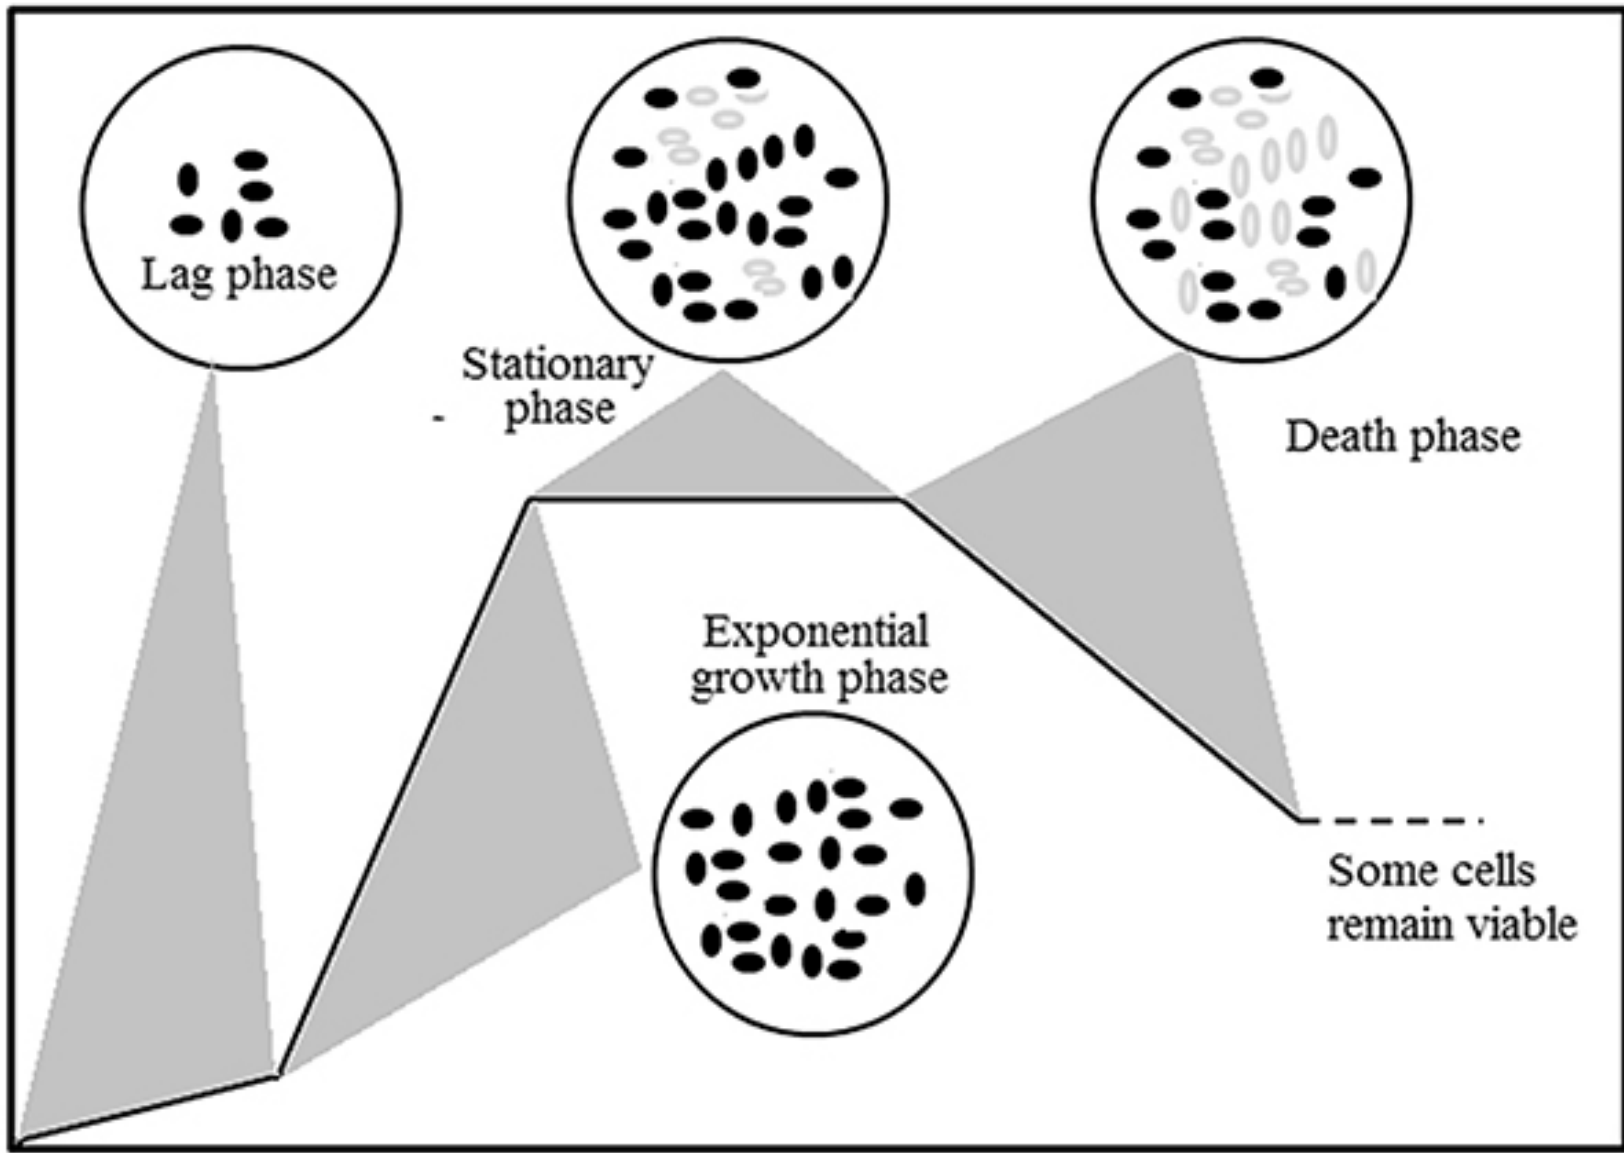 Lag phase
Stationary
phase
Death phase
Exponential
growth phase
Some cells
remain viable